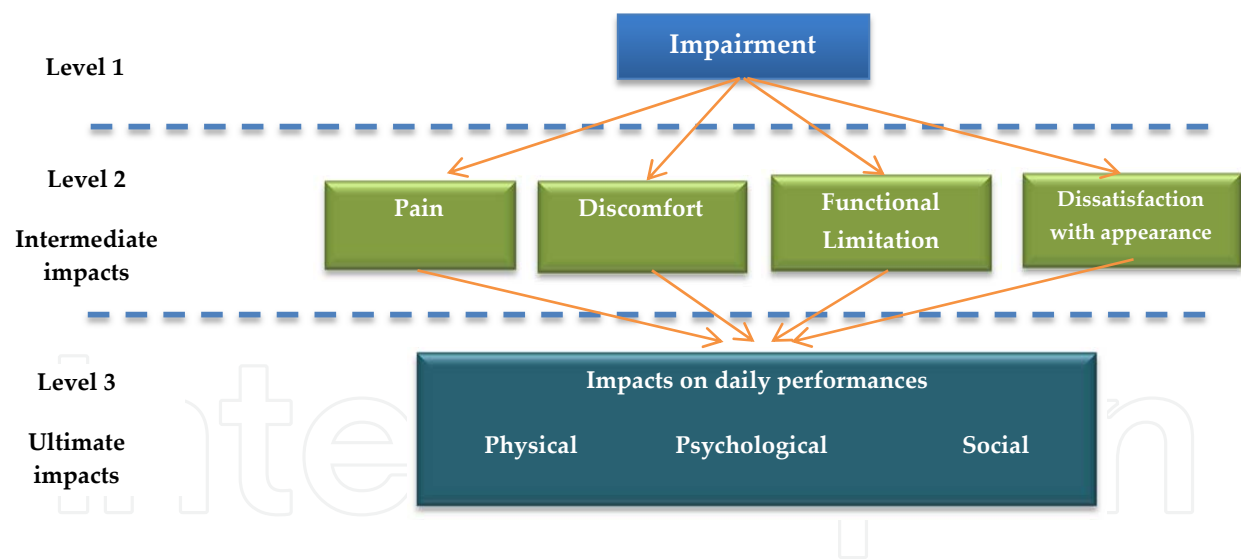 Impairment
Level 1
Level 2
Intermediate
impacts
Pain
Discomfort
Functional
Limitation
Dissatisfaction
with appearance
Level 3
Ultimate
impacts
Impacts on daily performances
Physical Psychological Social